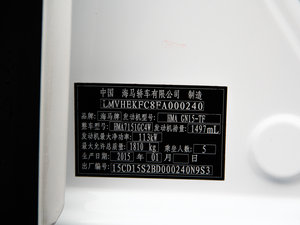 中国 海马轿车有限公司 制造
LMVHEKFC8FA000240
品牌 海马牌 发动机型号 HMA GN15-TF
整车型号 HMA7151GC4W 发动机排量 1497mL
发动机最大净功率 113kW
最大允许总质量 1810 kg 乘坐人数 5
生产日期 2015 年 01 月 日
15CD15S2BD000240N9S3